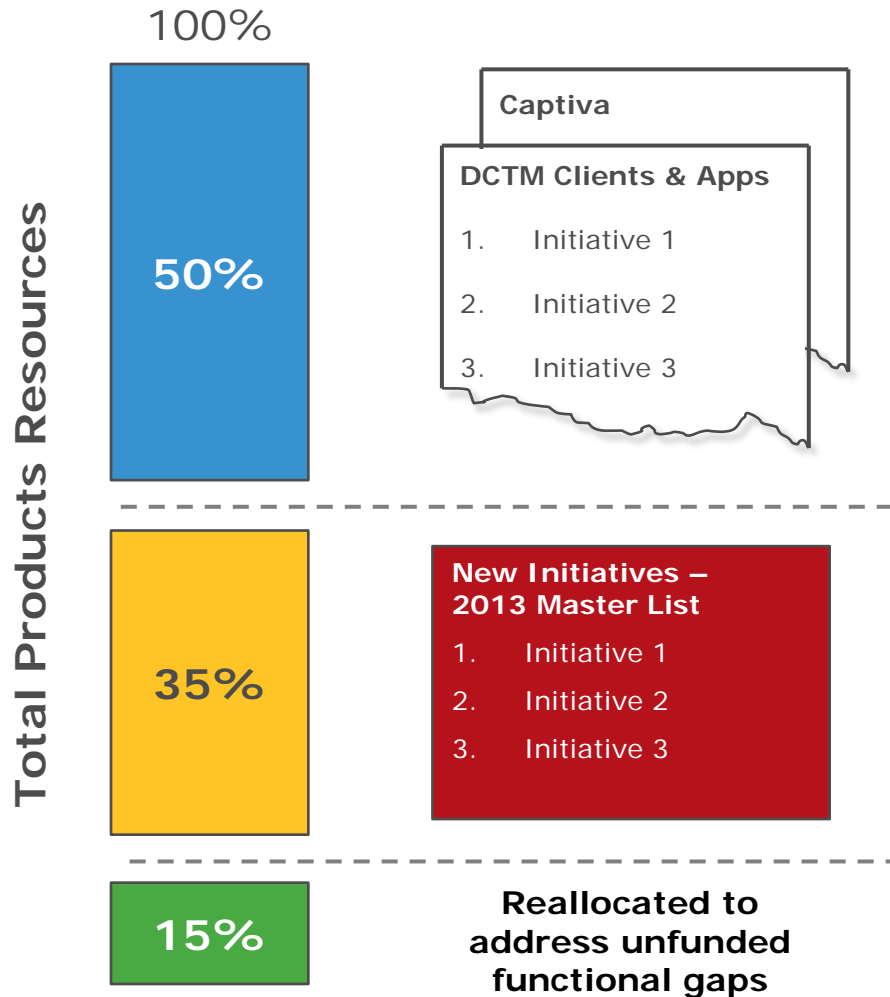 100%
Total Products Resources
50%
Captiva
DCTM Clients & Apps
1. Initiative 1
2. Initiative 2
3. Initiative 3
35%
New Initiatives –
2013 Master List
1. Initiative 1
2. Initiative 2
3. Initiative 3
15%
Reallocated to
address unfunded
functional gaps